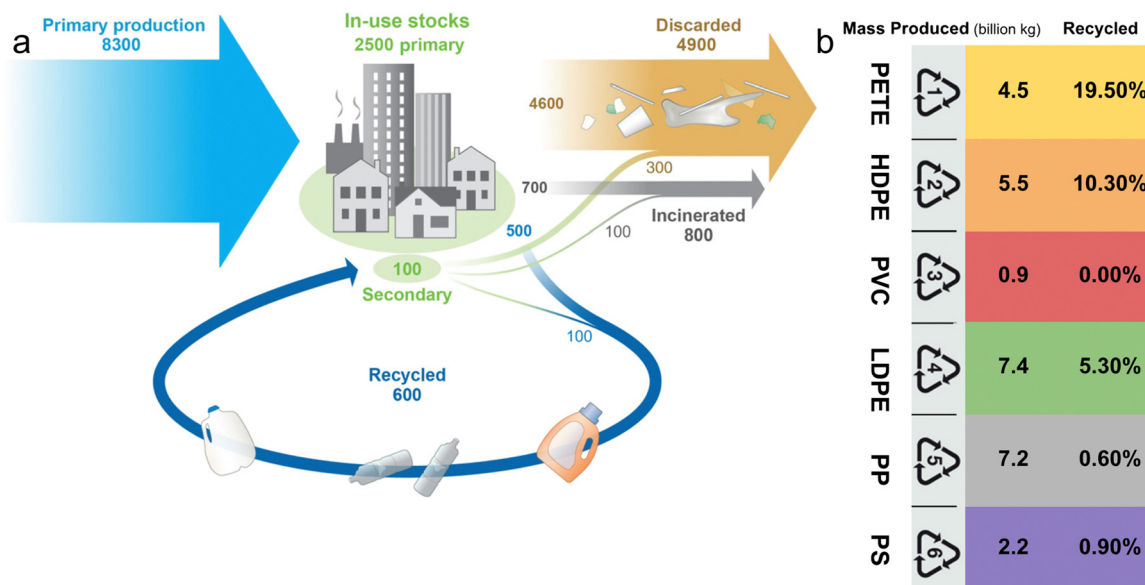 a
Primary production
8300
In-use stocks
2500 primary
Discarded
4900
4600
300
700
Incinerated
800
100
500
100
Secondary
100
Recycled
600
b
Mass Produced (billion kg) Recycled
PETE 1 4.5 19.50%
HDPE 2 5.5 10.30%
PVC 3 0.9 0.00%
LDPE 4 7.4 5.30%
PP 5 7.2 0.60%
PS 6 2.2 0.90%